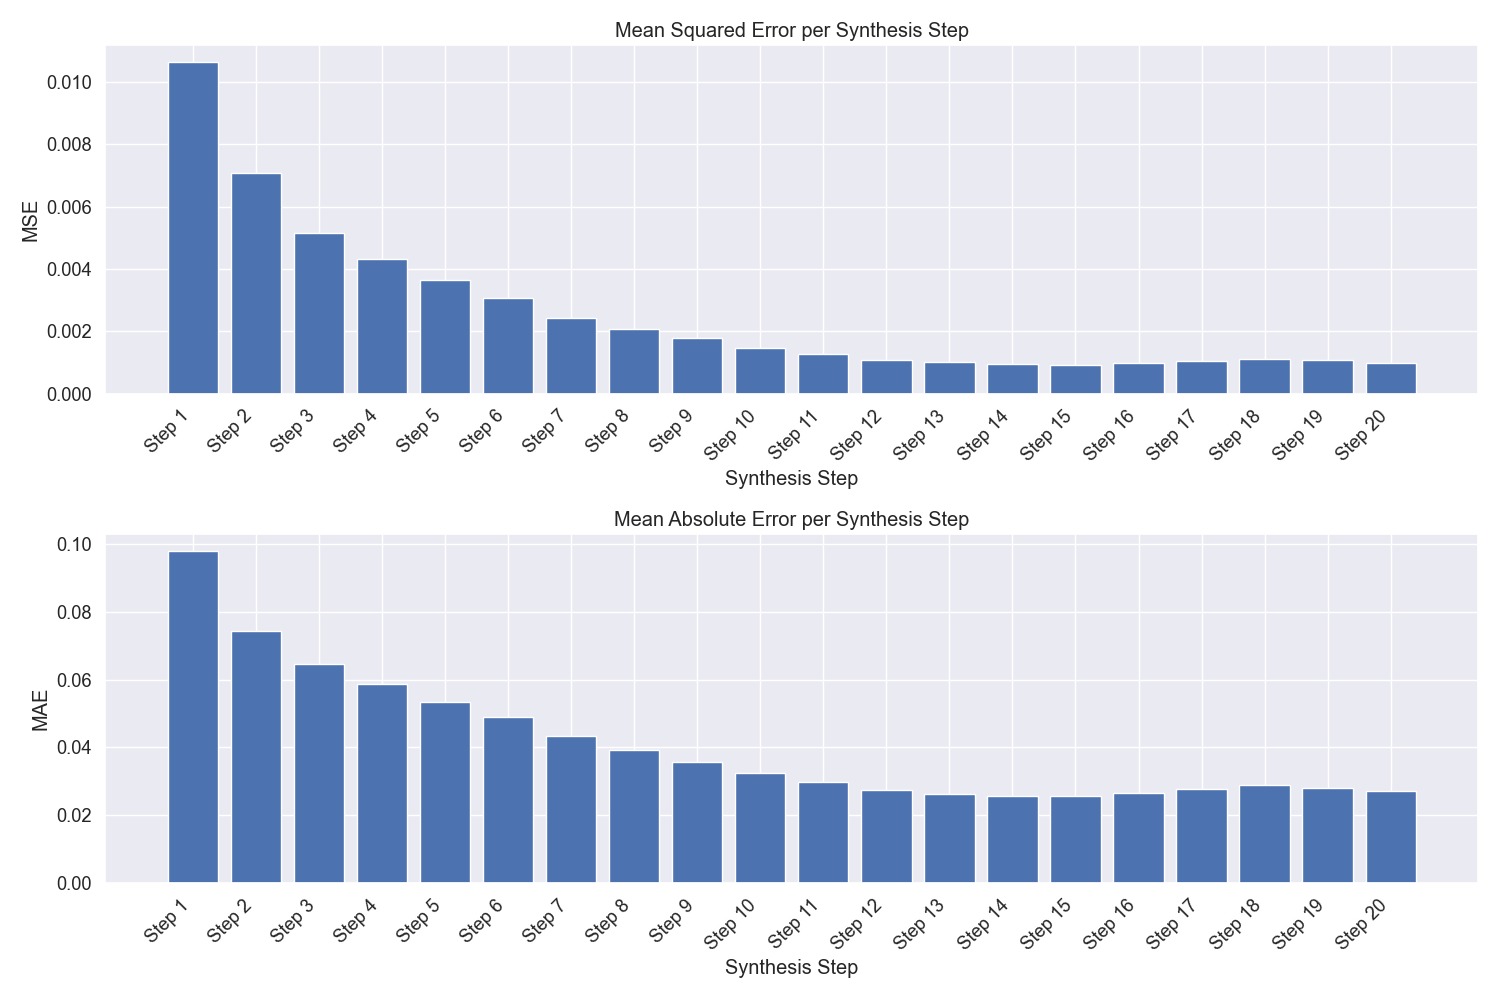 Mean Squared Error per Synthesis Step
MSE
0.010
0.008
0.006
0.004
0.002
0.000
Step 1 Step 2 Step 3 Step 4 Step 5 Step 6 Step 7 Step 8 Step 9 Step 10 Step 11 Step 12 Step 13 Step 14 Step 15 Step 16 Step 17 Step 18 Step 19 Step 20
Synthesis Step
Mean Absolute Error per Synthesis Step
MAE
0.10
0.08
0.06
0.04
0.02
0.00
Step 1 Step 2 Step 3 Step 4 Step 5 Step 6 Step 7 Step 8 Step 9 Step 10 Step 11 Step 12 Step 13 Step 14 Step 15 Step 16 Step 17 Step 18 Step 19 Step 20
Synthesis Step